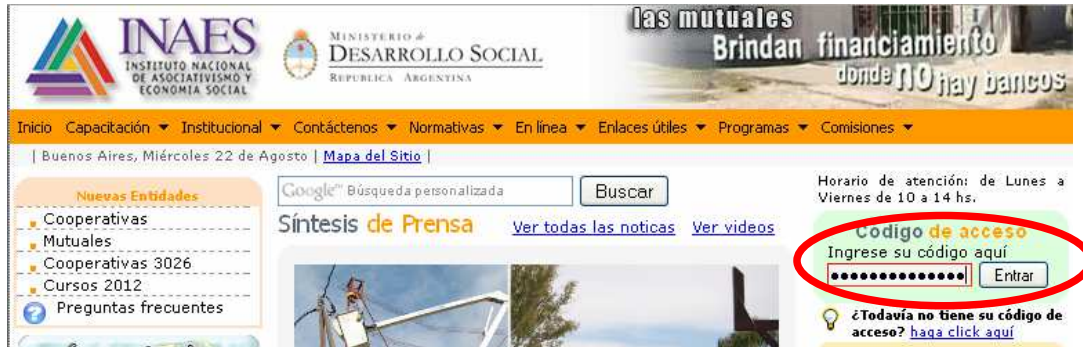 INAES
INSTITUTO NACIONAL
DE ASOCIATIVISMO Y
ECONOMIA SOCIAL
MINISTERIO de
DESARROLLO SOCIAL
REPUBLICA ARGENTINA
las mutuales
Brindan financiamiento
donde no hay bancos
Inicio Capacitación Institucional Contáctenos Normativas En línea Enlaces útiles Programas Comisiones
| Buenos Aires, Miércoles 22 de Agosto | Mapa del Sitio |
Nuevas Entidades
Cooperativas
Mutuales
Cooperativas 3026
Cursos 2012
Preguntas frecuentes
Google™ Búsqueda personalizada Buscar
Síntesis de Prensa Ver todas las noticas Ver videos
Horario de atención: de Lunes a
Viernes de 10 a 14 hs.
Código de acceso
Ingrese su código aquí
●●●●●●●●●●●●●● Entrar
¿Todavía no tiene su código de
acceso? haga click aquí